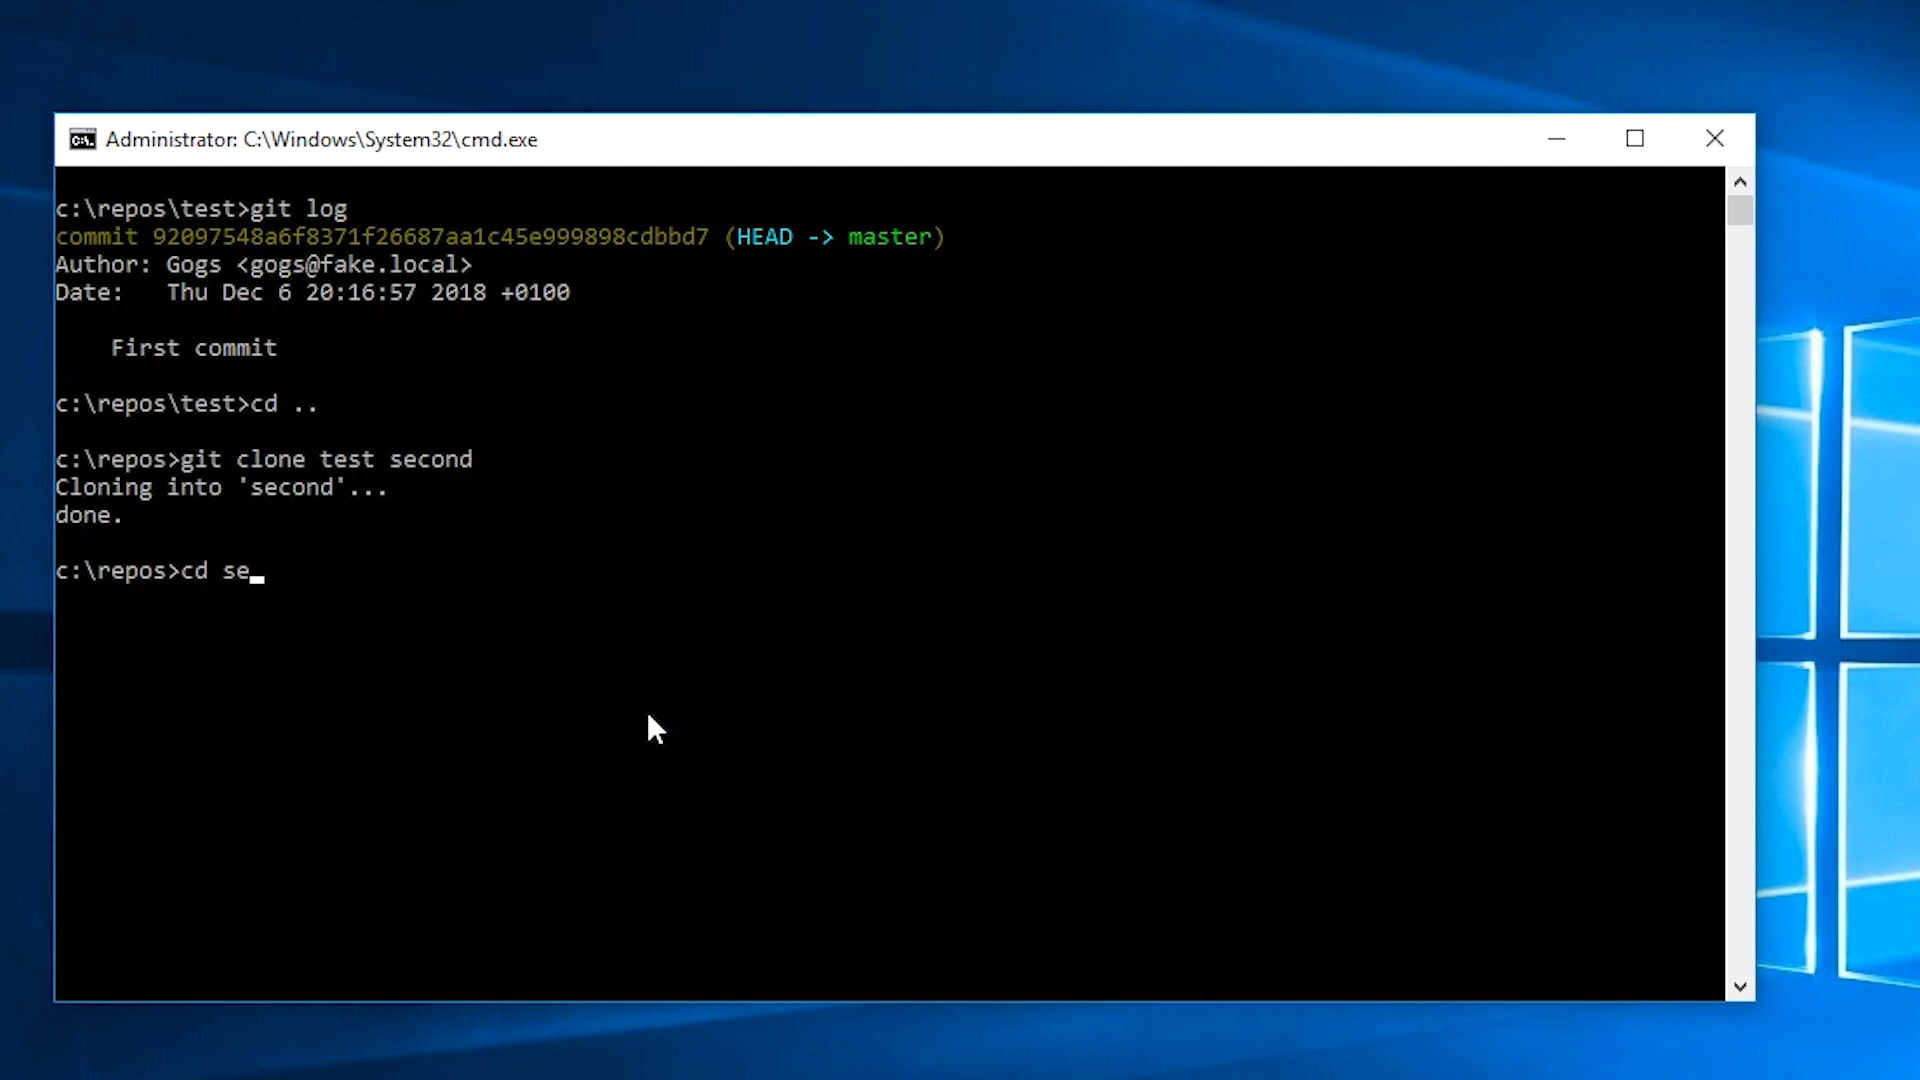 Administrator: C:\Windows\System32\cmd.exe
c:\repos\test>git log
commit 92097548a6f8371f26687aa1c45e999898cdbbd7 (HEAD -> master)
Author: Gogs <gogs@fake.local>
Date:   Thu Dec 6 20:16:57 2018 +0100
    First commit
c:\repos\test>cd ..
c:\repos>git clone test second
Cloning into 'second'...
done.
c:\repos>cd se_